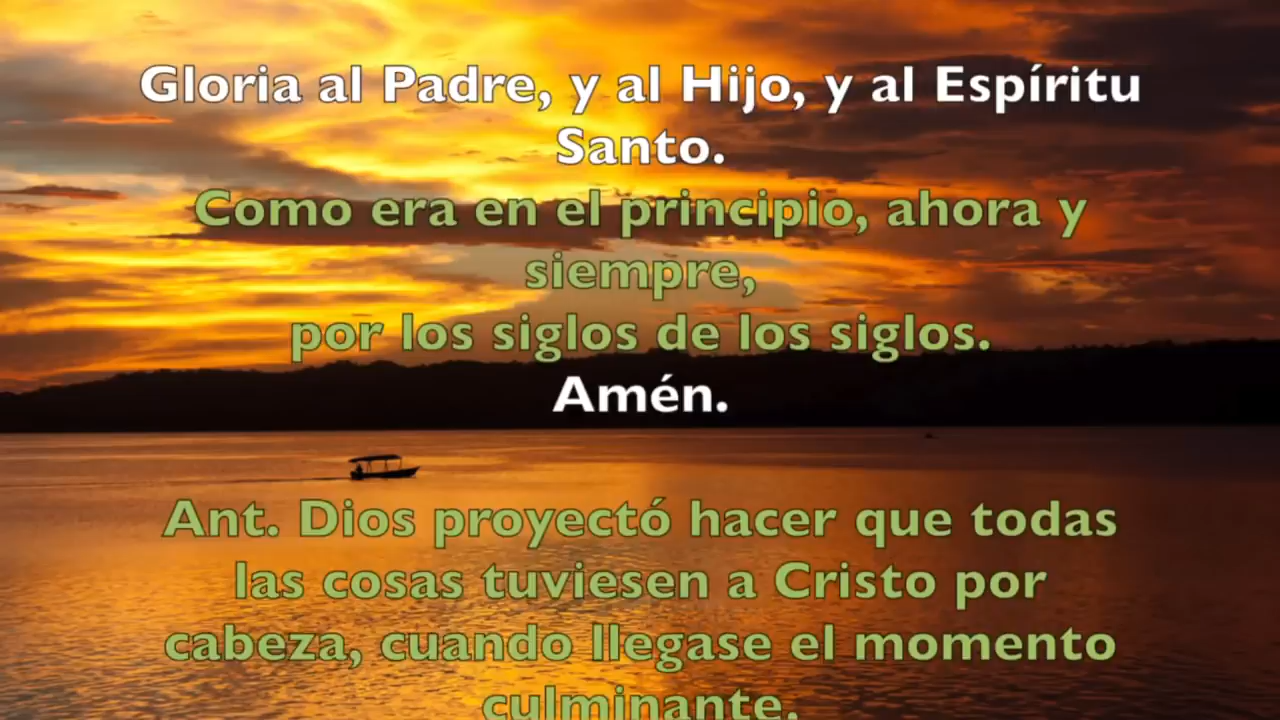 Gloria al Padre, y al Hijo, y al Espíritu
Santo.
Como era en el principio, ahora y
siempre,
por los siglos de los siglos.
Amén.
Ant. Dios proyectó hacer que todas
las cosas tuviesen a Cristo por
cabeza, cuando llegase el momento
culminante.